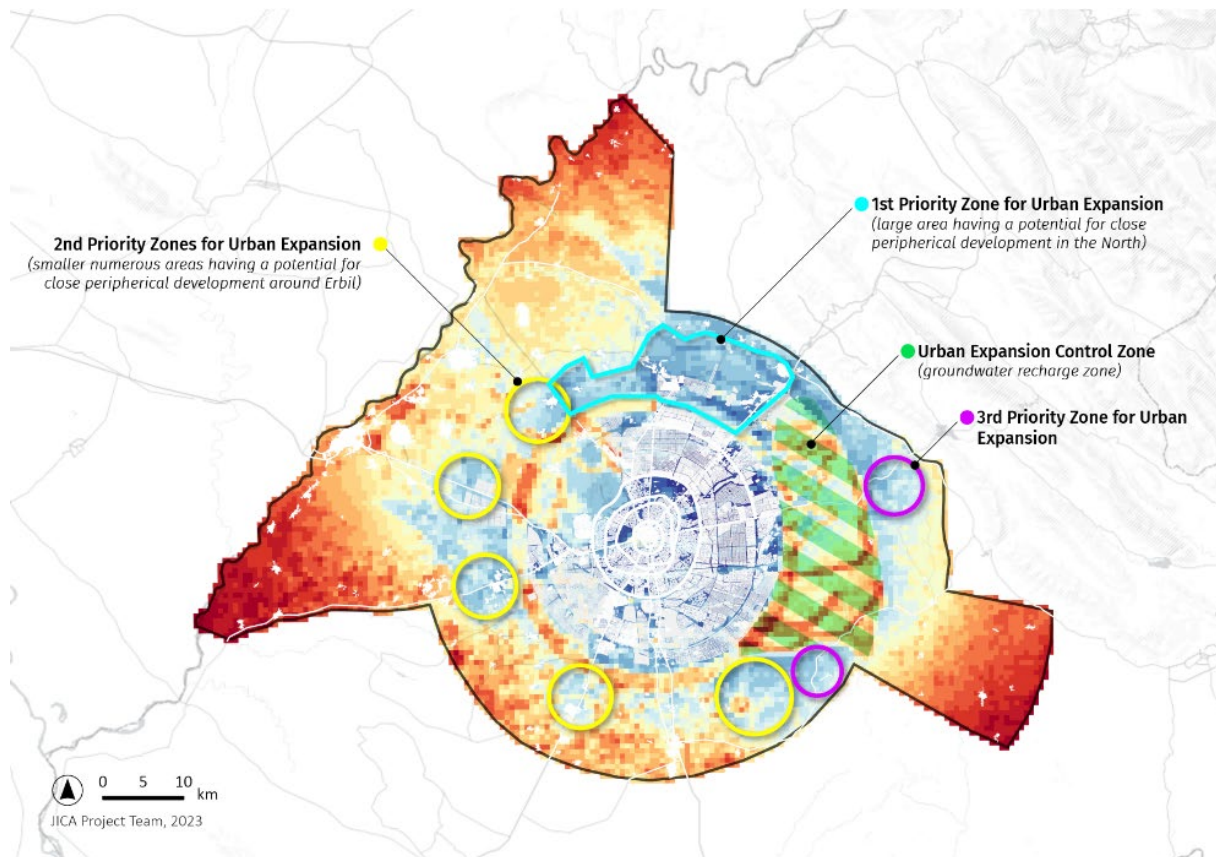 1st Priority Zone for Urban Expansion
(large area having a potential for close
peripherical development in the North)
2nd Priority Zones for Urban Expansion
(smaller numerous areas having a potential for
close peripherical development around Erbil)
Urban Expansion Control Zone
(groundwater recharge zone)
3rd Priority Zone for Urban
Expansion
0 5 10
km
JICA Project Team, 2023